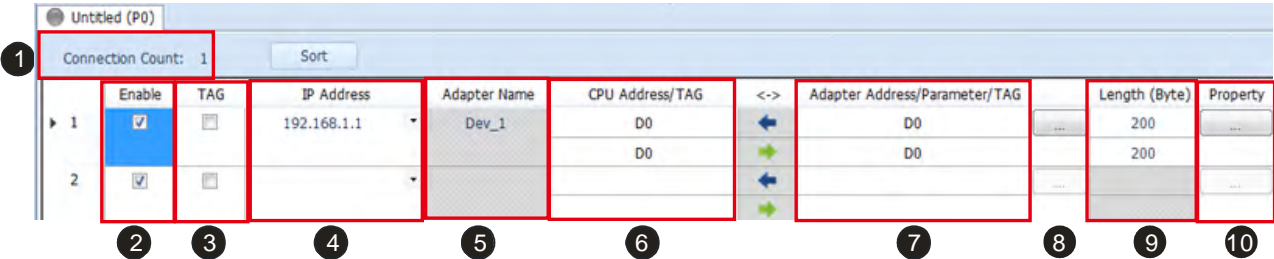 Untitled (P0)
1 Connection Count: 1 Sort
Enable TAG IP Address Adapter Name CPU Address/TAG <-> Adapter Address/Parameter/TAG Length (Byte) Property
1 192.168.1.1 Dev_1 D0 D0 ... 200 ...
D0 D0 200
2 ... ...
2 3 4 5 6 7 8 9 10